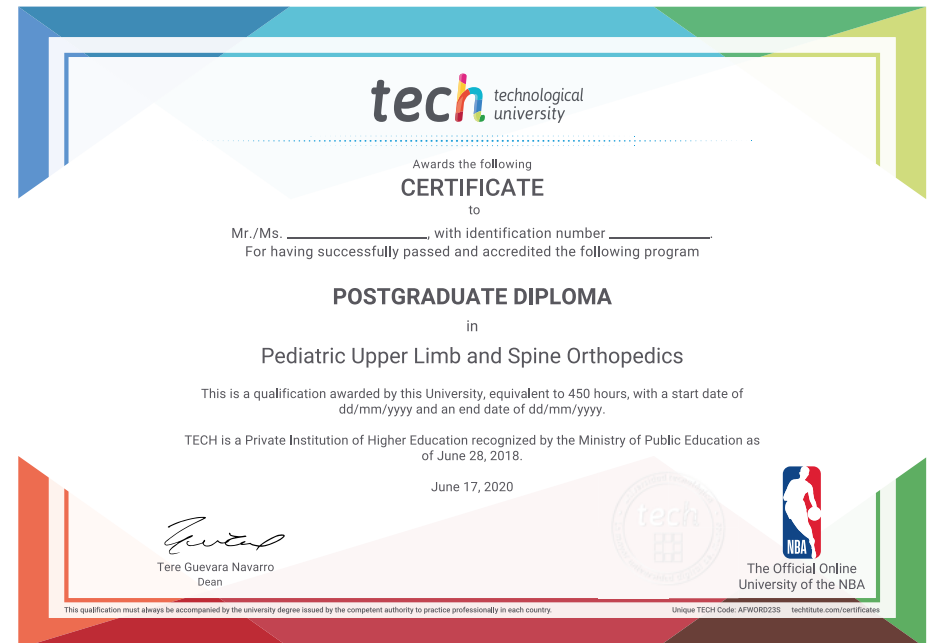 tech technological
university
Awards the following
CERTIFICATE
to
Mr./Ms. ____________, with identification number ____________.
For having successfully passed and accredited the following program
POSTGRADUATE DIPLOMA
in
Pediatric Upper Limb and Spine Orthopedics
This is a qualification awarded by this University, equivalent to 450 hours, with a start date of
dd/mm/yyyy and an end date of dd/mm/yyyy.
TECH is a Private Institution of Higher Education recognized by the Ministry of Public Education as
of June 28, 2018.
June 17, 2020
tech
Tere Guevara Navarro
Dean
NBA
The Official Online
University of the NBA
This qualification must always be accompanied by the university degree issued by the competent authority to practice professionally in each country.
Unique TECH Code: AFWORD23S techtitute.com/certificates